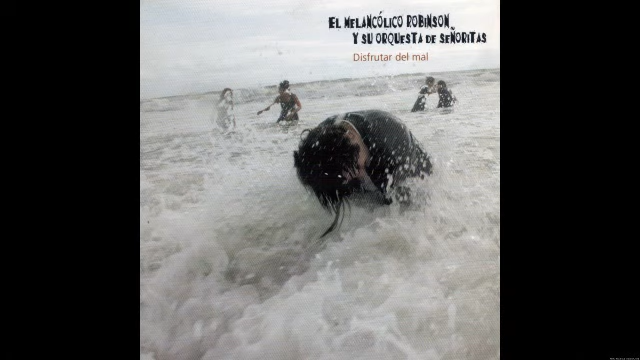 EL MELANCÓLICO ROBINSON
Y SU ORQUESTA DE SEÑORITAS
Disfrutar del mal